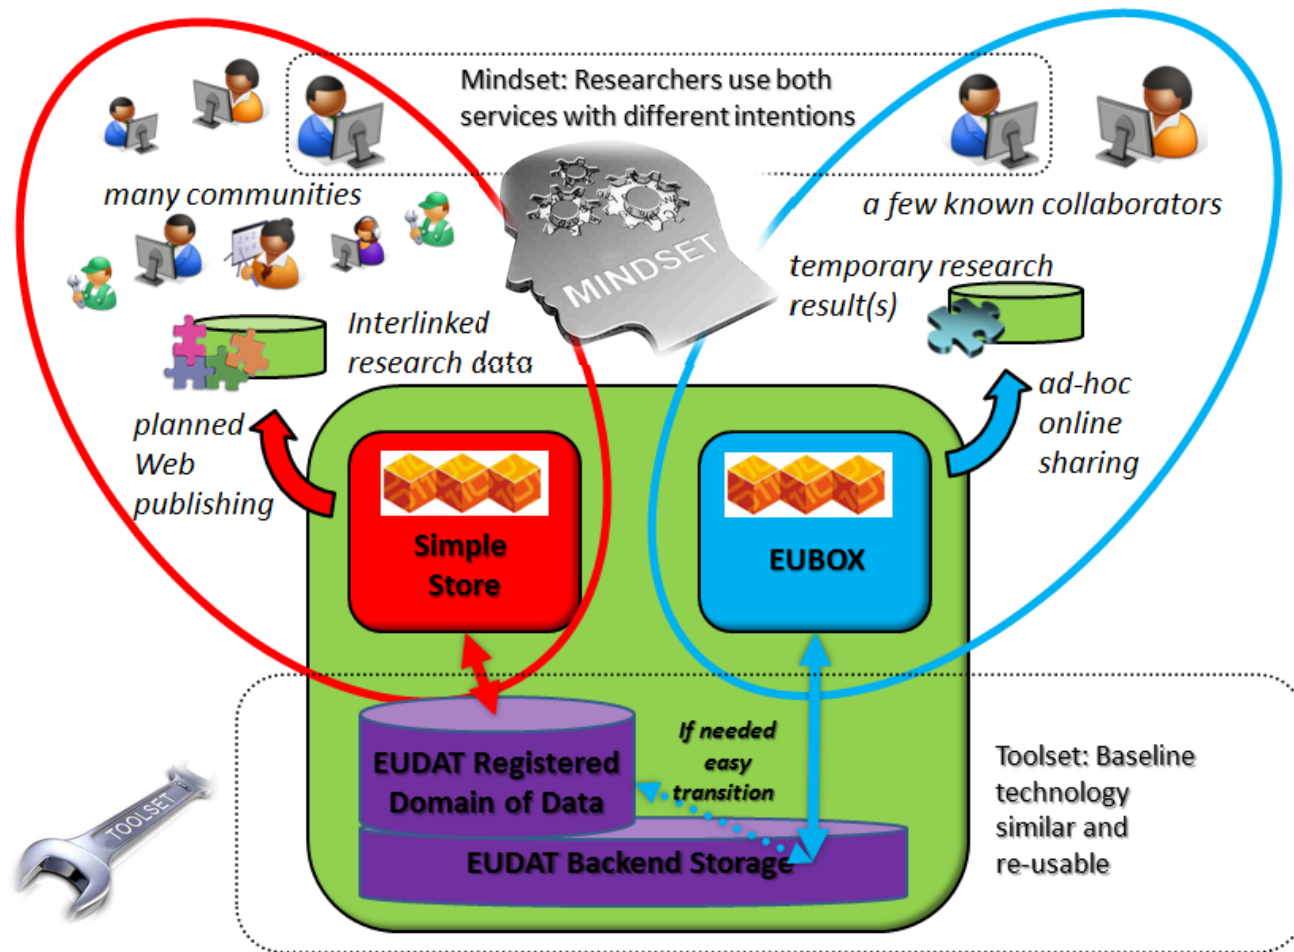 Mindset: Researchers use both
services with different intentions
many communities
a few known collaborators
MINDSET
temporary research
result(s)
Interlinked
research data
planned
Web
publishing
ad-hoc
online
sharing
Simple
Store
EUBOX
If needed
easy
transition
EUDAT Registered
Domain of Data
EUDAT Backend Storage
TOOLSET
Toolset: Baseline
technology
similar and
re-usable